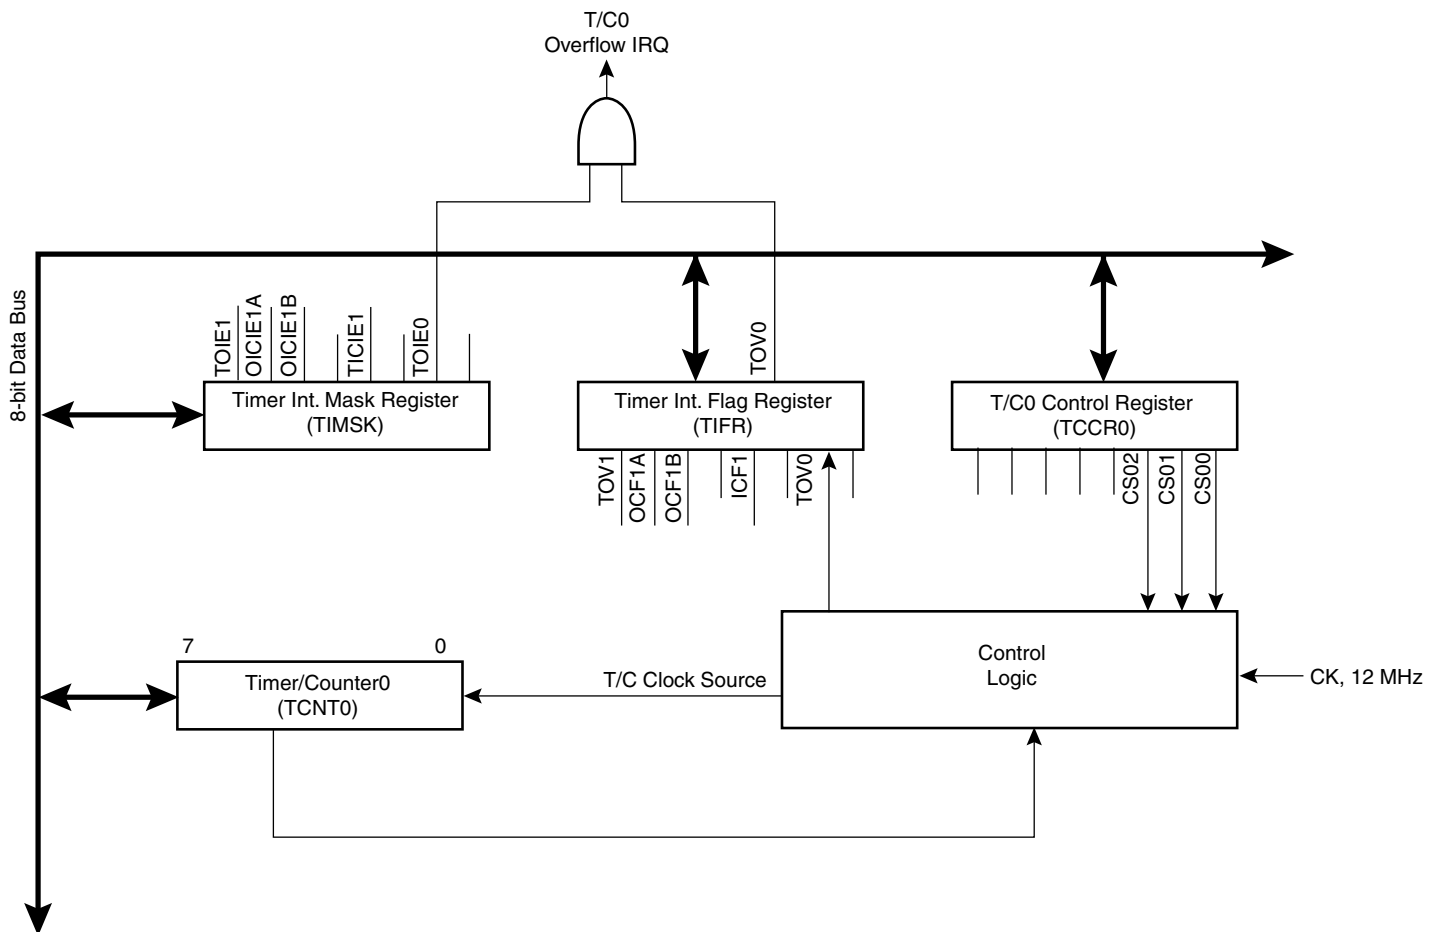 T/C0
Overflow IRQ
8-bit Data Bus
TOIE1
OICIE1A
OICIE1B
TICIE1
TOIE0
TOV0
Timer Int. Mask Register
(TIMSK)
Timer Int. Flag Register
(TIFR)
T/C0 Control Register
(TCCR0)
TOV1
OCF1A
OCF1B
ICF1
TOV0
CS02
CS01
CS00
7
0
Timer/Counter0
(TCNT0)
T/C Clock Source
Control
Logic
CK, 12 MHz